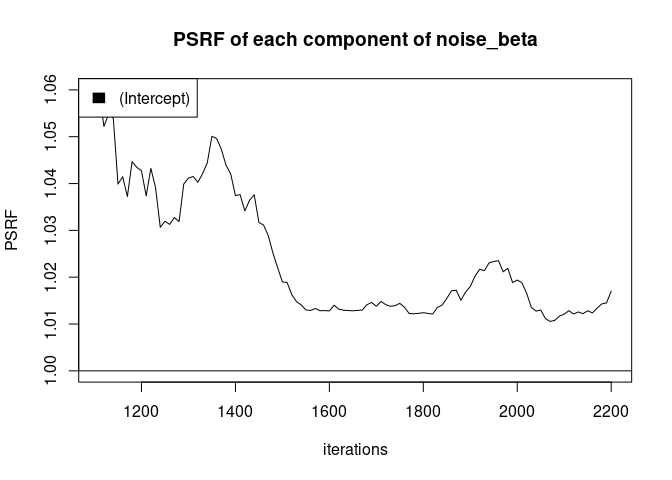 PSRF of each component of noise_beta
(Intercept)
PSRF
1.06
1.05
1.04
1.03
1.02
1.01
1.00
1200 1400 1600 1800 2000 2200
iterations